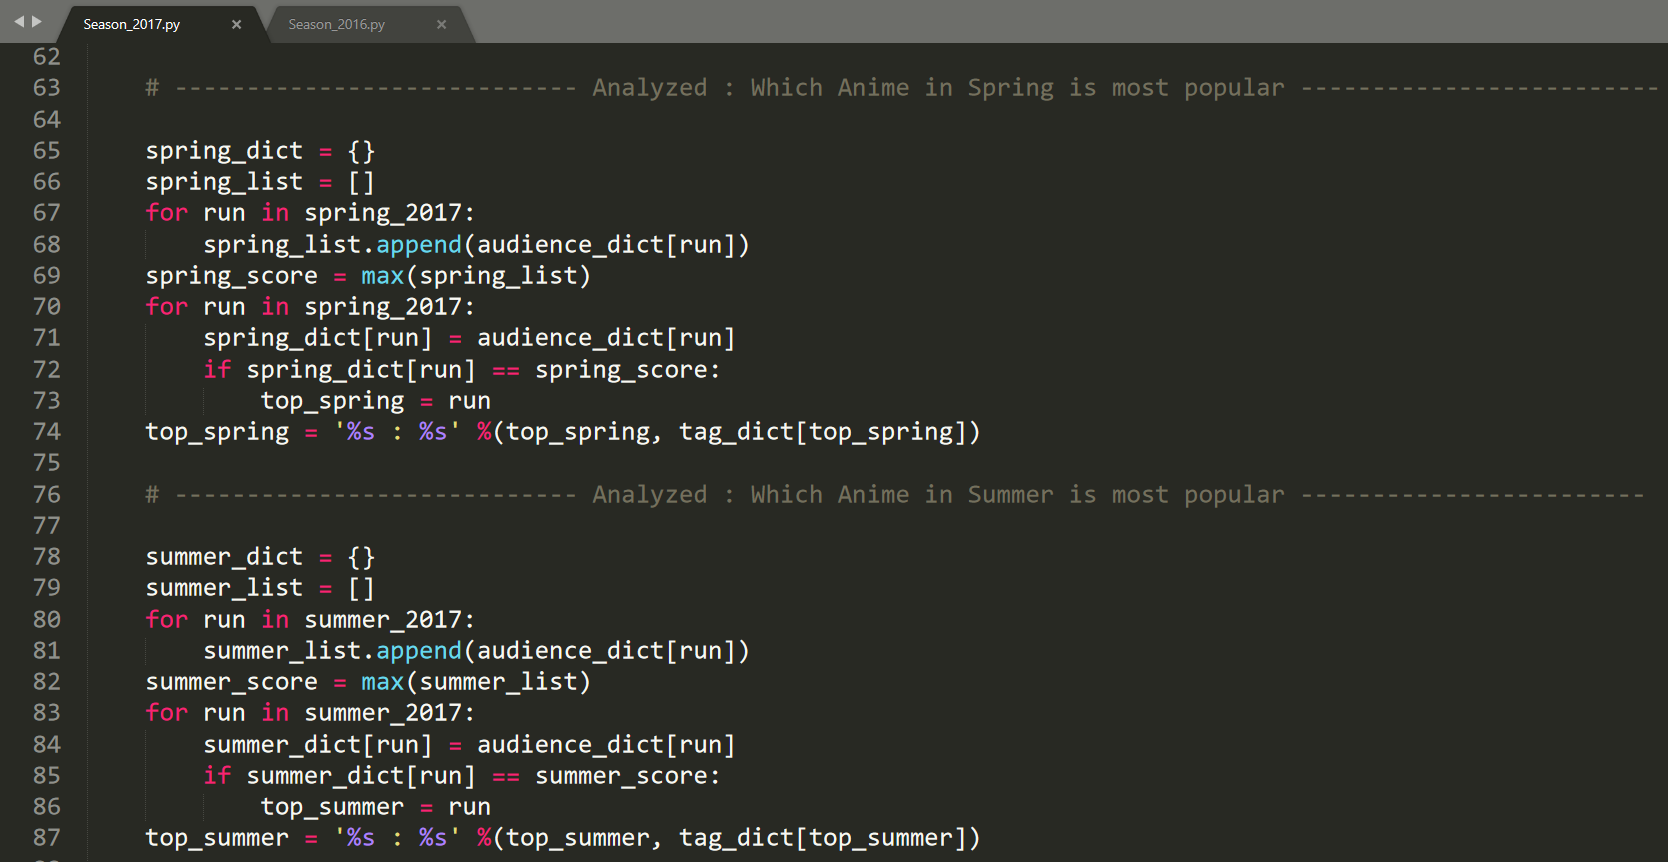 Season_2017.py × Season_2016.py ×
62
63 # ---------------------------- Analyzed : Which Anime in Spring is most popular -------------------------
64
65 spring_dict = {}
66 spring_list = []
67 for run in spring_2017:
68 spring_list.append(audience_dict[run])
69 spring_score = max(spring_list)
70 for run in spring_2017:
71 spring_dict[run] = audience_dict[run]
72 if spring_dict[run] == spring_score:
73 top_spring = run
74 top_spring = '%s : %s' %(top_spring, tag_dict[top_spring])
75
76 # ---------------------------- Analyzed : Which Anime in Summer is most popular ------------------------
77
78 summer_dict = {}
79 summer_list = []
80 for run in summer_2017:
81 summer_list.append(audience_dict[run])
82 summer_score = max(summer_list)
83 for run in summer_2017:
84 summer_dict[run] = audience_dict[run]
85 if summer_dict[run] == summer_score:
86 top_summer = run
87 top_summer = '%s : %s' %(top_summer, tag_dict[top_summer])